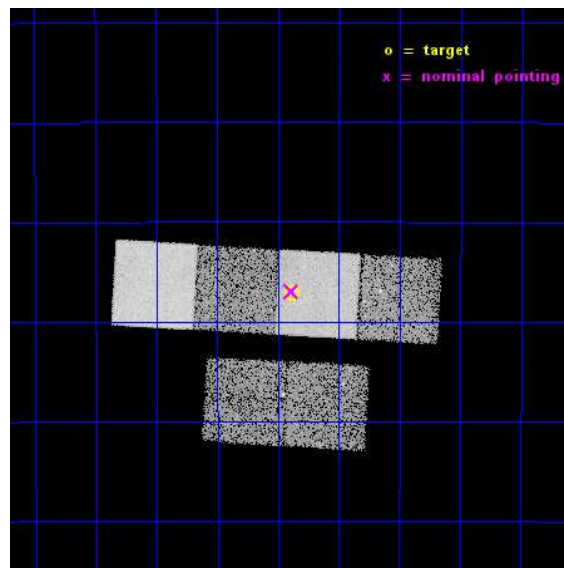 o = target
x = nominal pointing